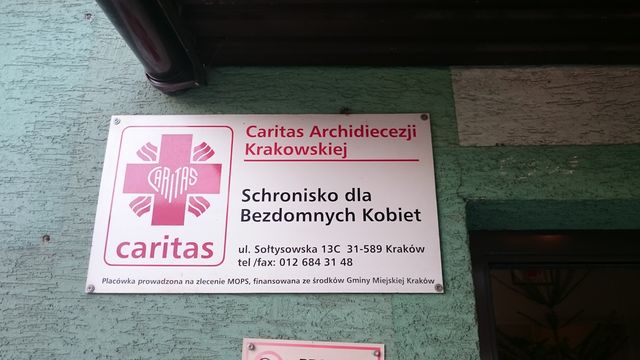 CARITAS
caritas
Caritas Archidiecezji
Krakowskiej
Schronisko dla
Bezdomnych Kobiet
ul. Sołtysowska 13C 31-589 Kraków
tel /fax: 012 684 31 48
Placówka prowadzona na zlecenie MOPS, finansowana ze środków Gminy Miejskiej Kraków